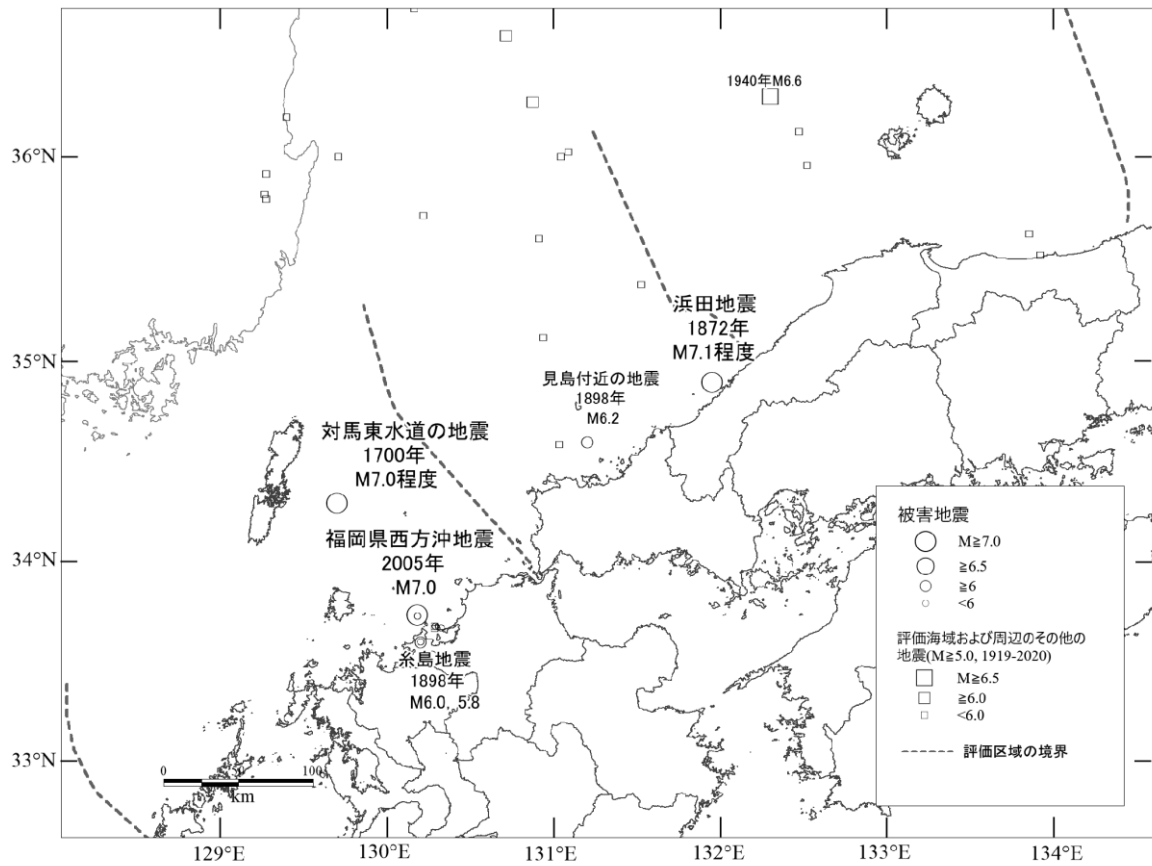 1940年M6.6
36°N
浜田地震
1872年
M7.1程度
35°N
見島付近の地震
1898年
M6.2
対馬東水道の地震
1700年
M7.0程度
福岡県西方沖地震
2005年
M7.0
34°N
糸島地震
1898年
M6.0, 5.8
33°N
0
100
km
被害地震
M≧7.0
≧6.5
≧6
<6
評価海域および周辺のその他の
地震(M≧5.0, 1919-2020)
M≧6.5
≧6.0
<6.0
評価区域の境界
129°E
130°E
131°E
132°E
133°E
134°E